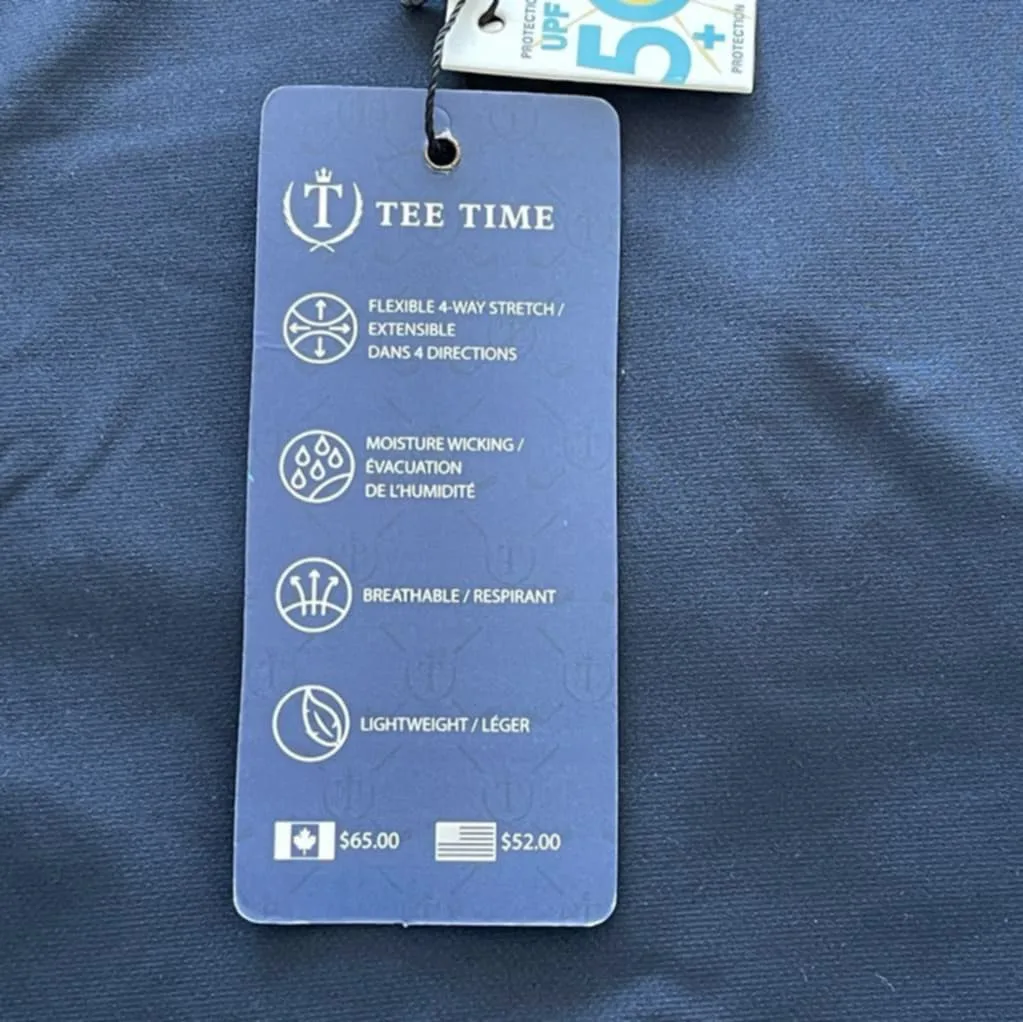 PROTECTION
UPF
50+
PROTECTION
T
TEE TIME
FLEXIBLE 4-WAY STRETCH /
EXTENSIBLE
DANS 4 DIRECTIONS
MOISTURE WICKING /
ÉVACUATION
DE L'HUMIDITÉ
BREATHABLE / RESPIRANT
LIGHTWEIGHT / LÉGER
$65.00 $52.00